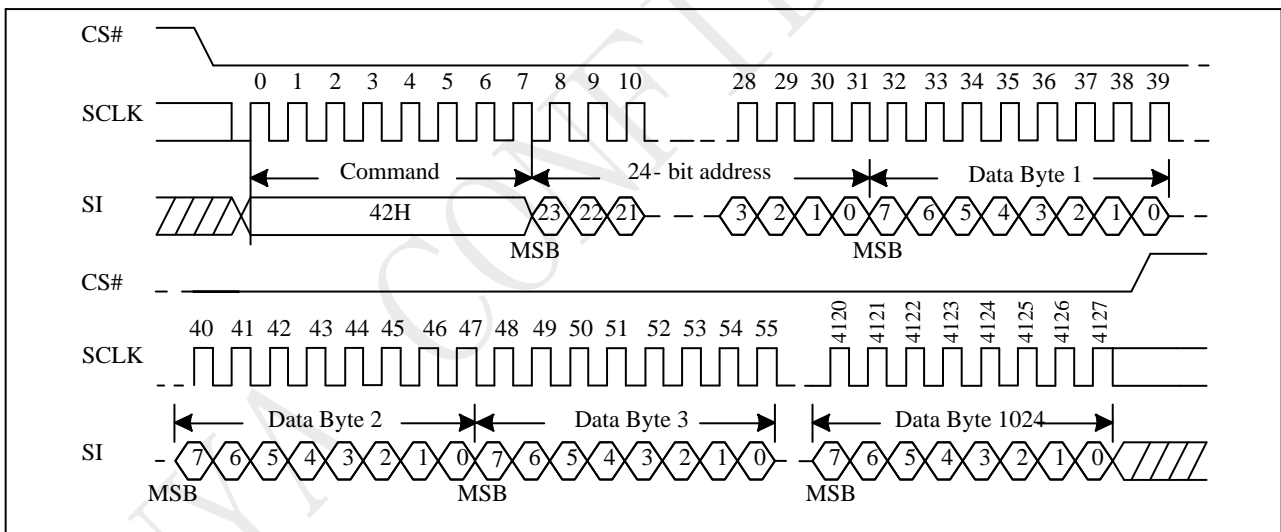 CS#
0 1 2 3 4 5 6 7 8 9 10 28 29 30 31 32 33 34 35 36 37 38 39
SCLK
Command 24- bit address Data Byte 1
SI 42H 23 22 21 3 2 1 0 7 6 5 4 3 2 1 0
MSB MSB
CS#
40 41 42 43 44 45 46 47 48 49 50 51 52 53 54 55 4120 4121 4122 4123 4124 4125 4126 4127
SCLK
Data Byte 2 Data Byte 3 Data Byte 1024
SI 7 6 5 4 3 2 1 0 7 6 5 4 3 2 1 0 7 6 5 4 3 2 1 0
MSB MSB MSB